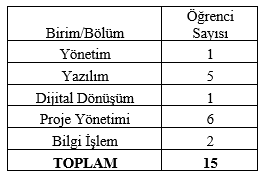 Birim/Bölüm Öğrenci Sayısı
Yönetim 1
Yazılım 5
Dijital Dönüşüm 1
Proje Yönetimi 6
Bilgi İşlem 2
TOPLAM 15